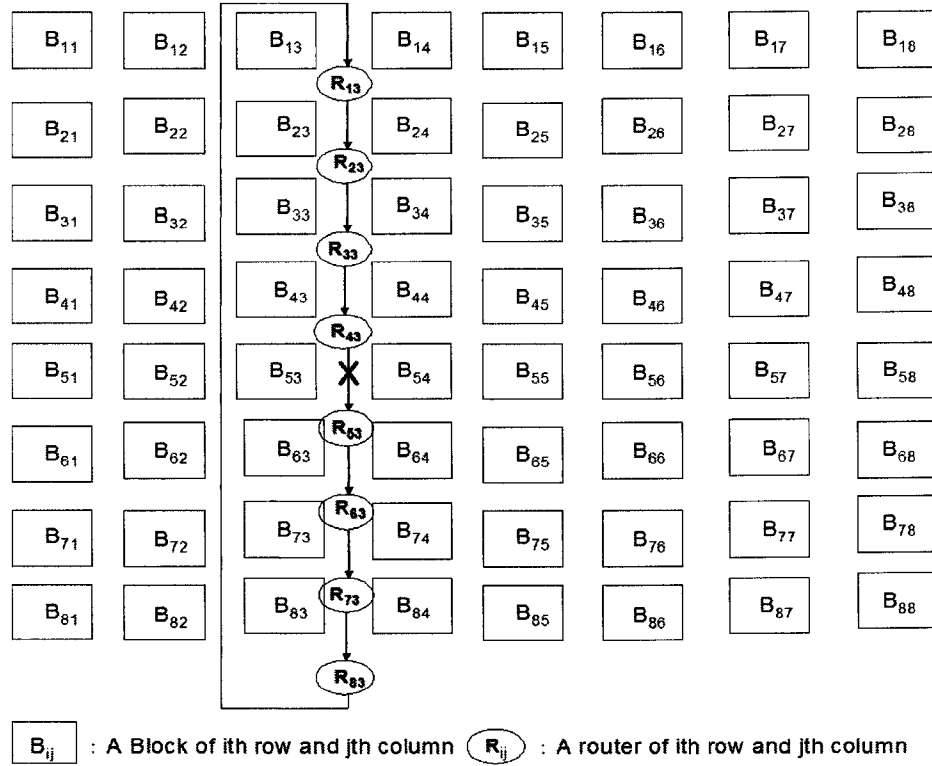 B11 B12 B13 B14 B15 B16 B17 B18
R13
B21 B22 B23 B24 B25 B26 B27 B28
R23
B31 B32 B33 B34 B35 B36 B37 B38
R33
B41 B42 B43 B44 B45 B46 B47 B48
R43
B51 B52 B53 B54 B55 B56 B57 B58
R53
B61 B62 B63 B64 B65 B66 B67 B68
R63
B71 B72 B73 B74 B75 B76 B77 B78
R73
B81 B82 B83 B84 B85 B86 B87 B88
R83
Bij : A Block of ith row and jth column Rij : A router of ith row and jth column